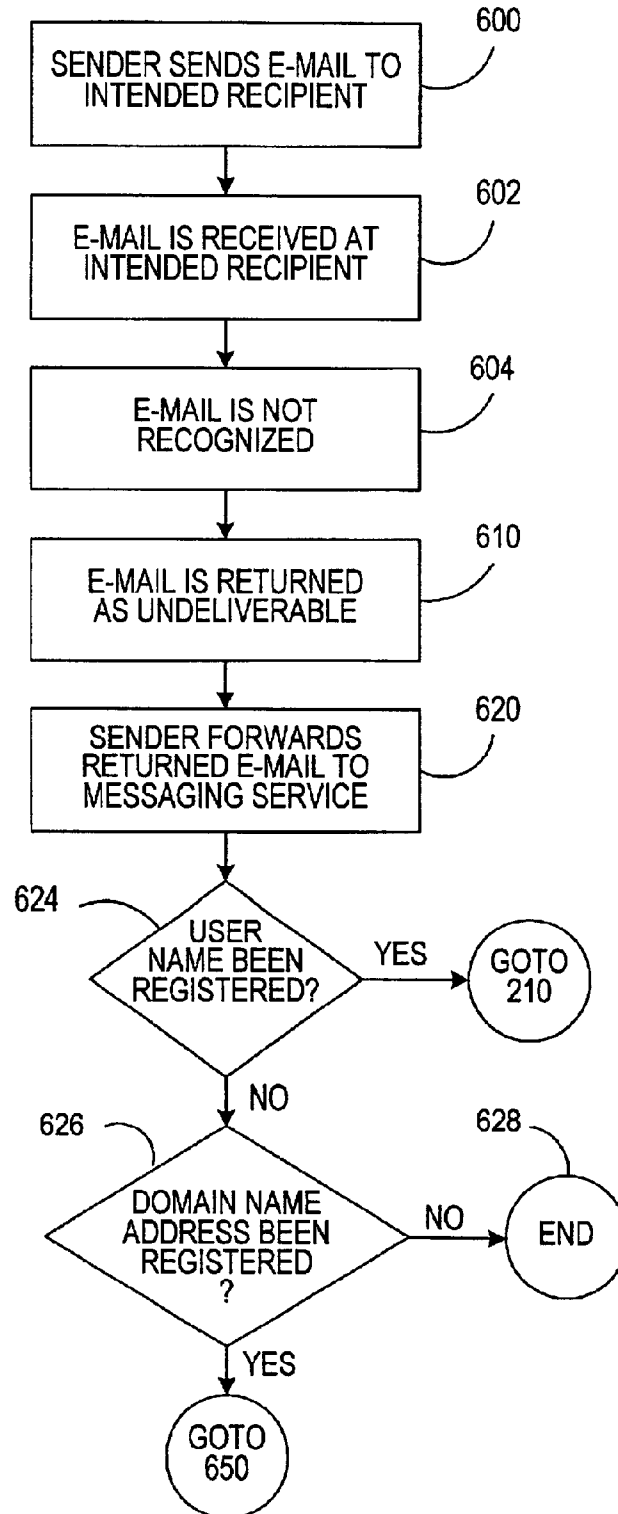 600
SENDER SENDS E-MAIL TO
INTENDED RECIPIENT
602
E-MAIL IS RECEIVED AT
INTENDED RECIPIENT
604
E-MAIL IS NOT
RECOGNIZED
610
E-MAIL IS RETURNED
AS UNDELIVERABLE
620
SENDER FORWARDS
RETURNED E-MAIL TO
MESSAGING SERVICE
624
USER
NAME BEEN
REGISTERED?
YES
GOTO
210
NO
626
628
DOMAIN NAME
ADDRESS BEEN
REGISTERED
?
NO
END
YES
GOTO
650